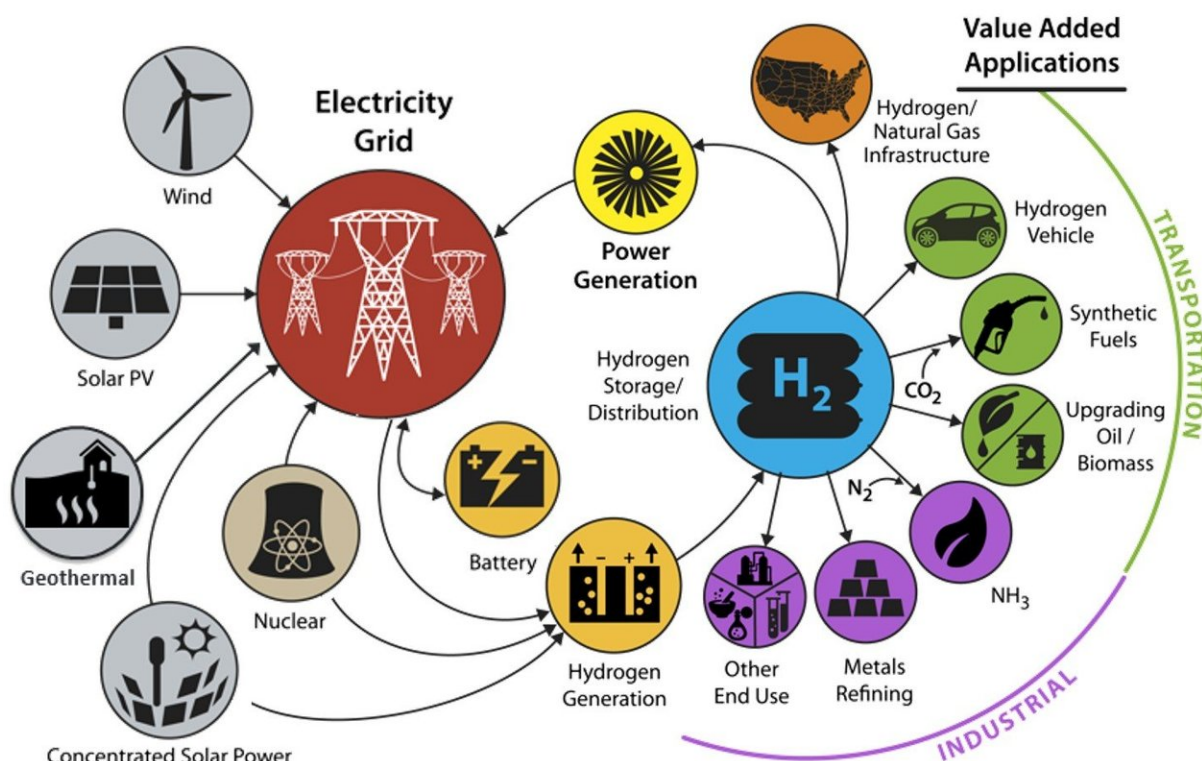 Value Added
Applications
Electricity
Grid
Wind
Hydrogen/
Natural Gas
Infrastructure
Hydrogen
Vehicle
TRANSPORTATION
Power
Generation
Solar PV
Hydrogen
Storage/
Distribution
H2
Synthetic
Fuels
CO2
Upgrading
Oil /
Biomass
N2
+ -
Battery
Geothermal
Nuclear
- +
Hydrogen
Generation
NH3
Other
End Use
Metals
Refining
INDUSTRIAL
Concentrated Solar Power